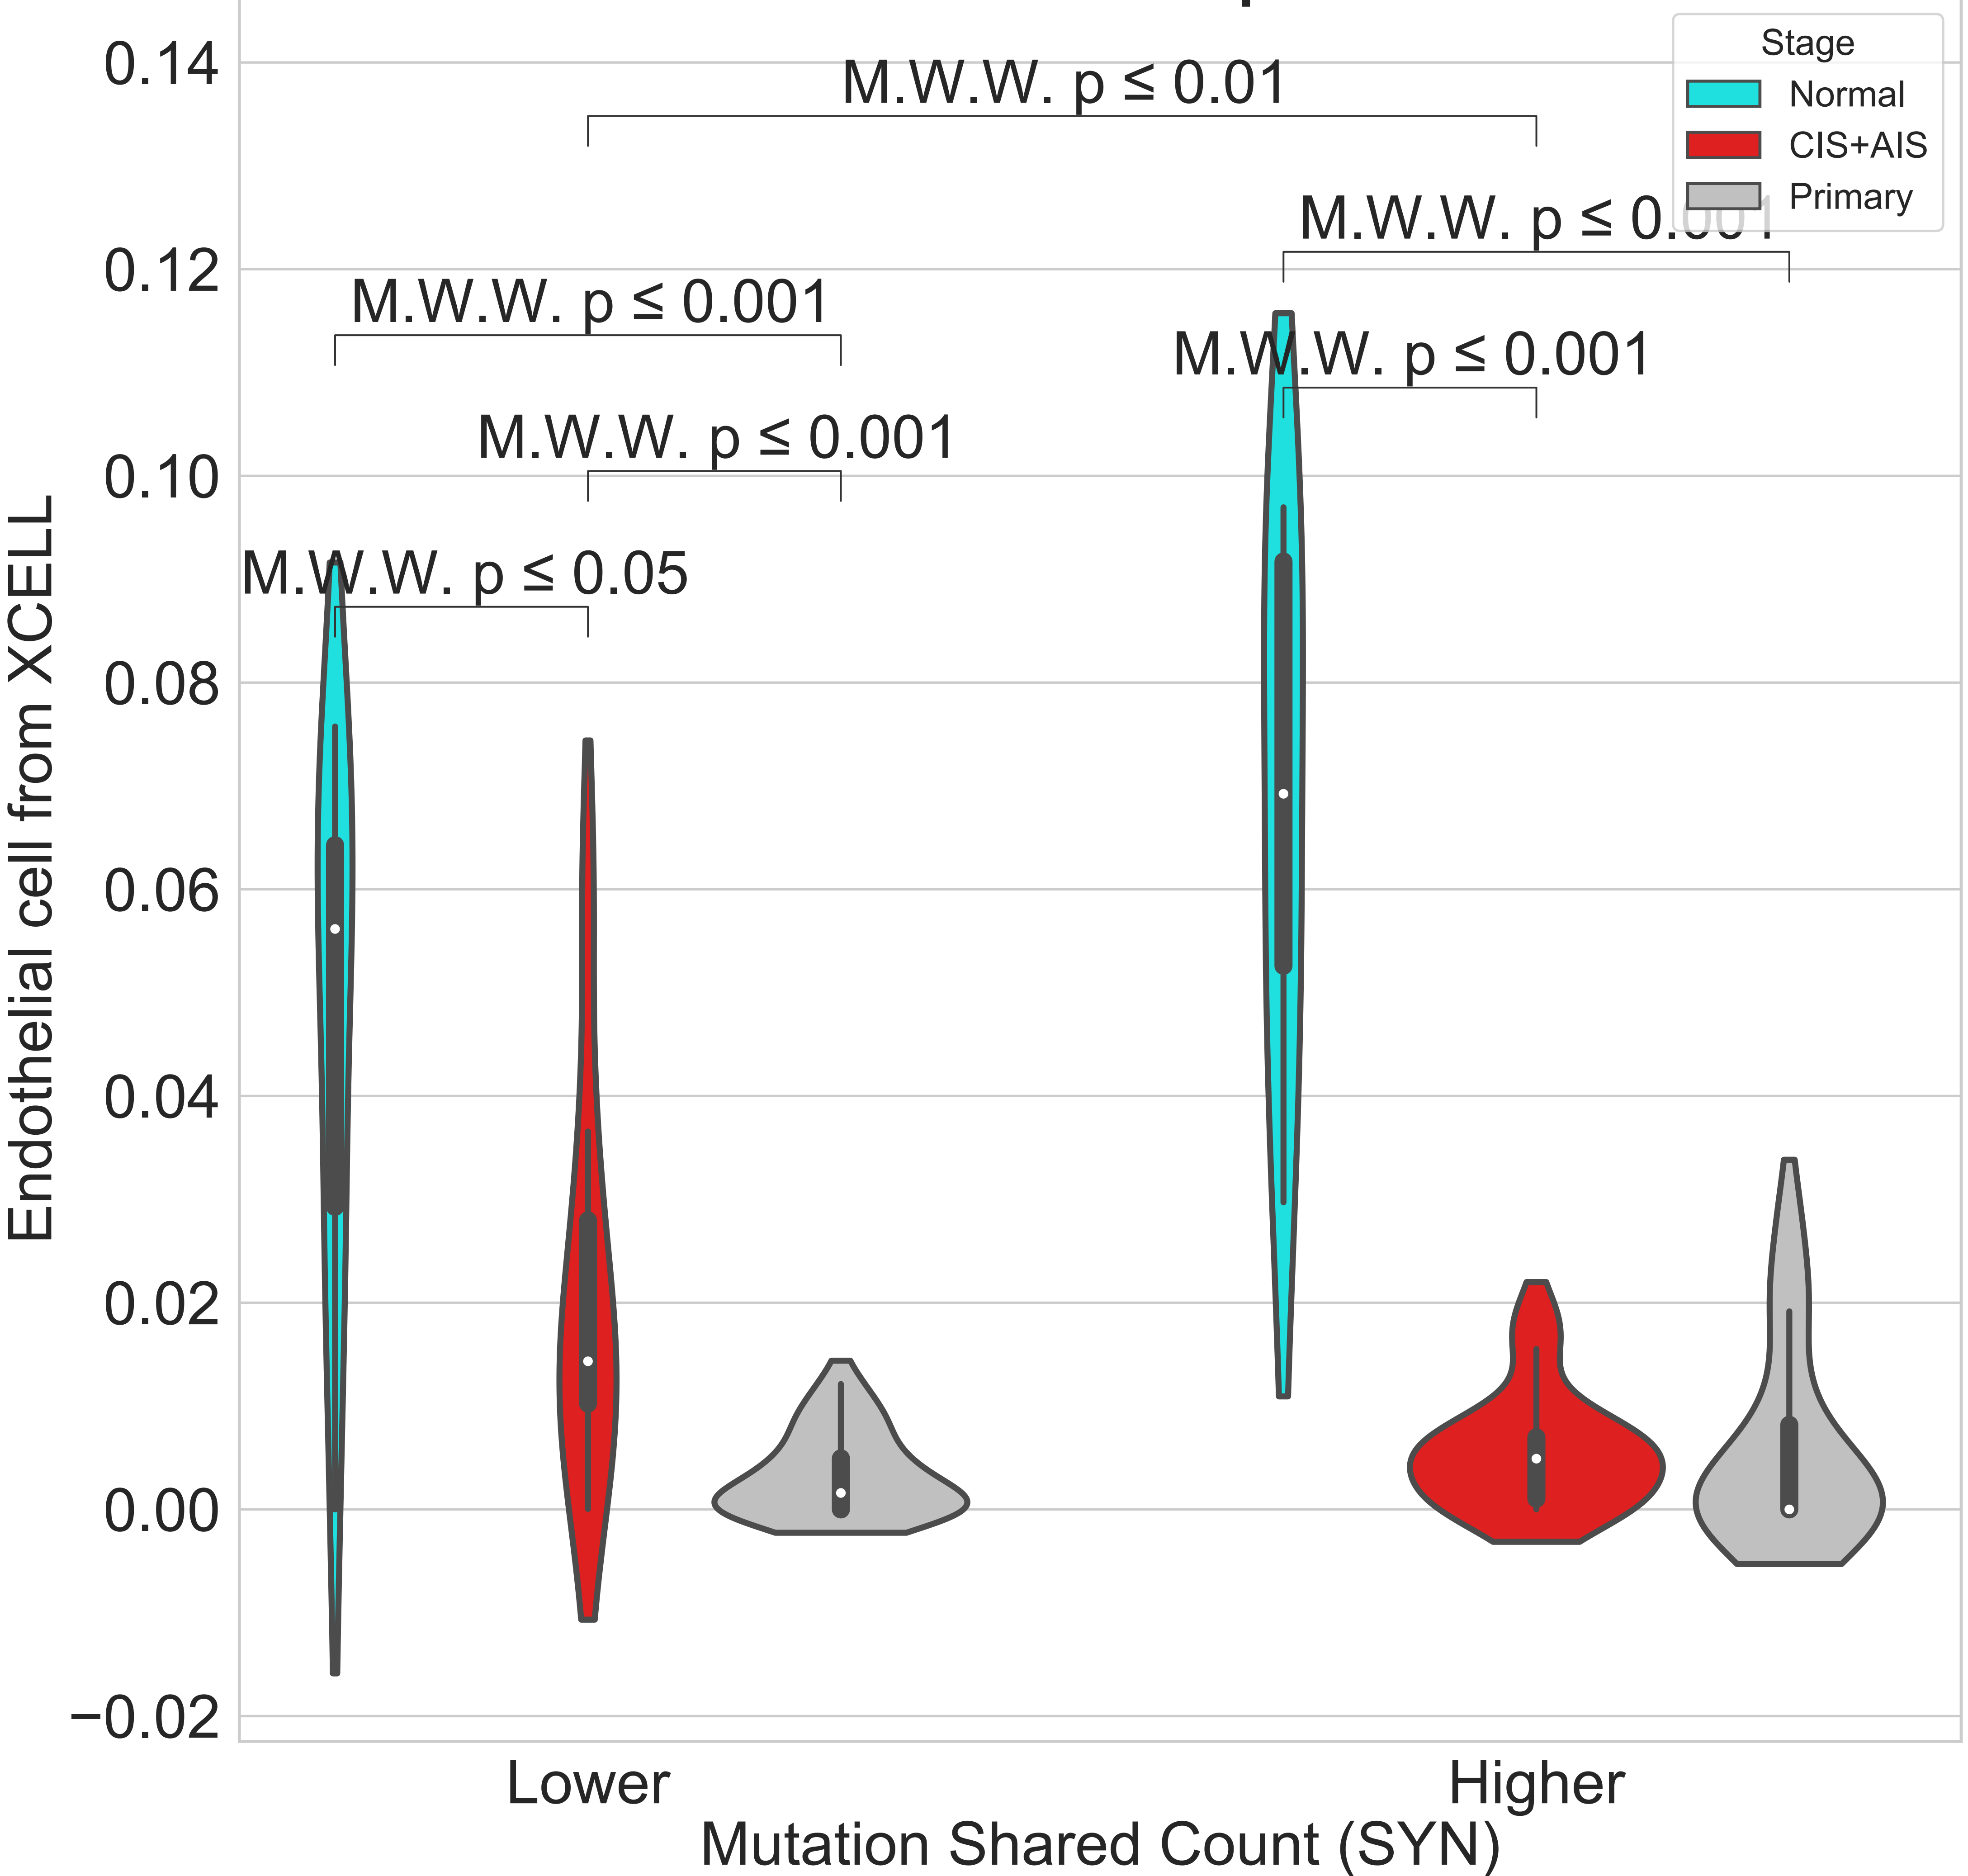 Stage
Normal
CIS+AIS
Primary
M.W.W. p ≤ 0.01
M.W.W. p ≤ 0.001
M.W.W. p ≤ 0.001
M.W.W. p ≤ 0.001
M.W.W. p ≤ 0.001
M.W.W. p ≤ 0.05
0.14
0.12
0.10
0.08
0.06
0.04
0.02
0.00
−0.02
Endothelial cell from XCELL
Lower
Higher
Mutation Shared Count (SYN)